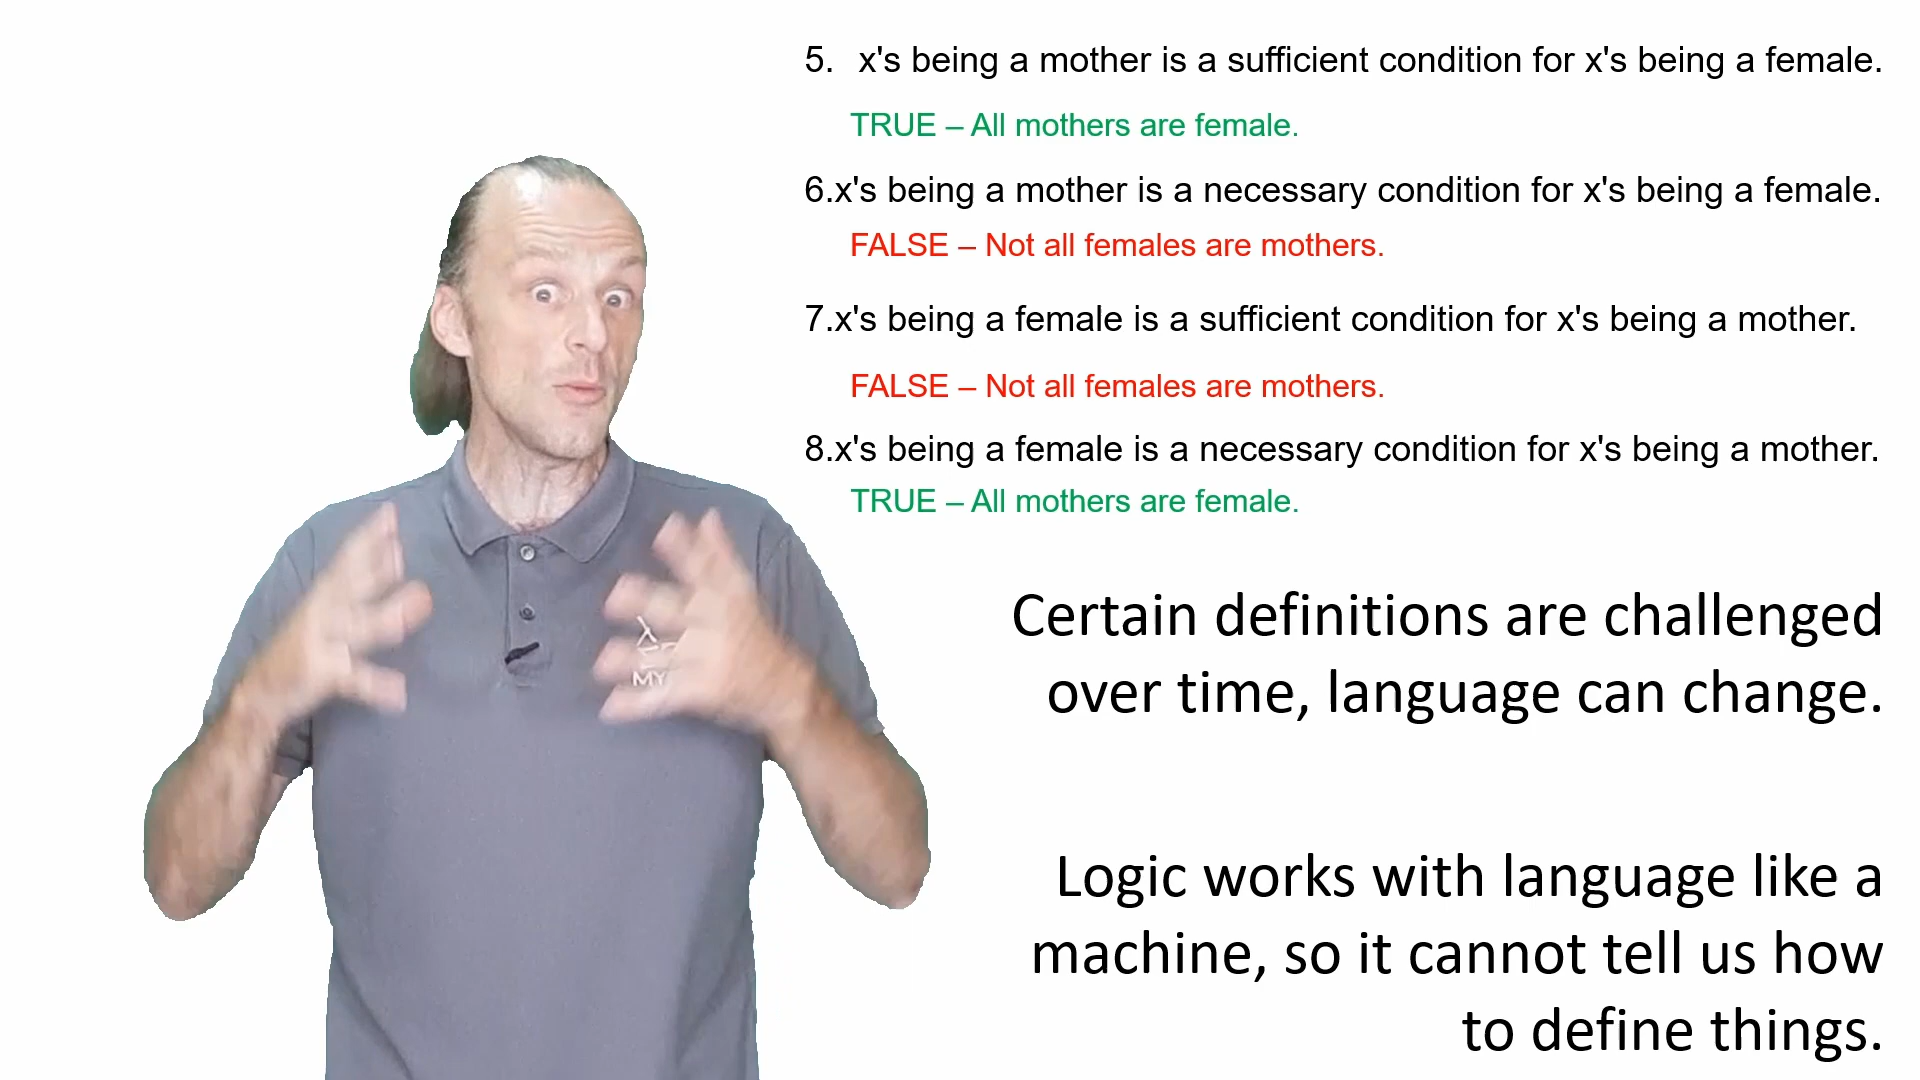 5. x's being a mother is a sufficient condition for x's being a female.
TRUE – All mothers are female.
6.x's being a mother is a necessary condition for x's being a female.
FALSE – Not all females are mothers.
7.x's being a female is a sufficient condition for x's being a mother.
FALSE – Not all females are mothers.
8.x's being a female is a necessary condition for x's being a mother.
TRUE – All mothers are female.
Certain definitions are challenged
over time, language can change.
Logic works with language like a
machine, so it cannot tell us how
to define things.
MY